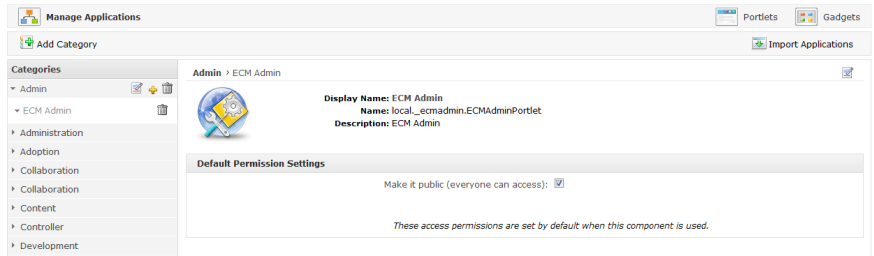 Manage Applications
Portlets
Gadgets
Add Category
Import Applications
Categories
Admin
ECM Admin
Administration
Adoption
Collaboration
Collaboration
Content
Controller
Development
Admin > ECM Admin
Display Name: ECM Admin
Name: local._ecmadmin.ECMAdminPortlet
Description: ECM Admin
Default Permission Settings
Make it public (everyone can access):
These access permissions are set by default when this component is used.